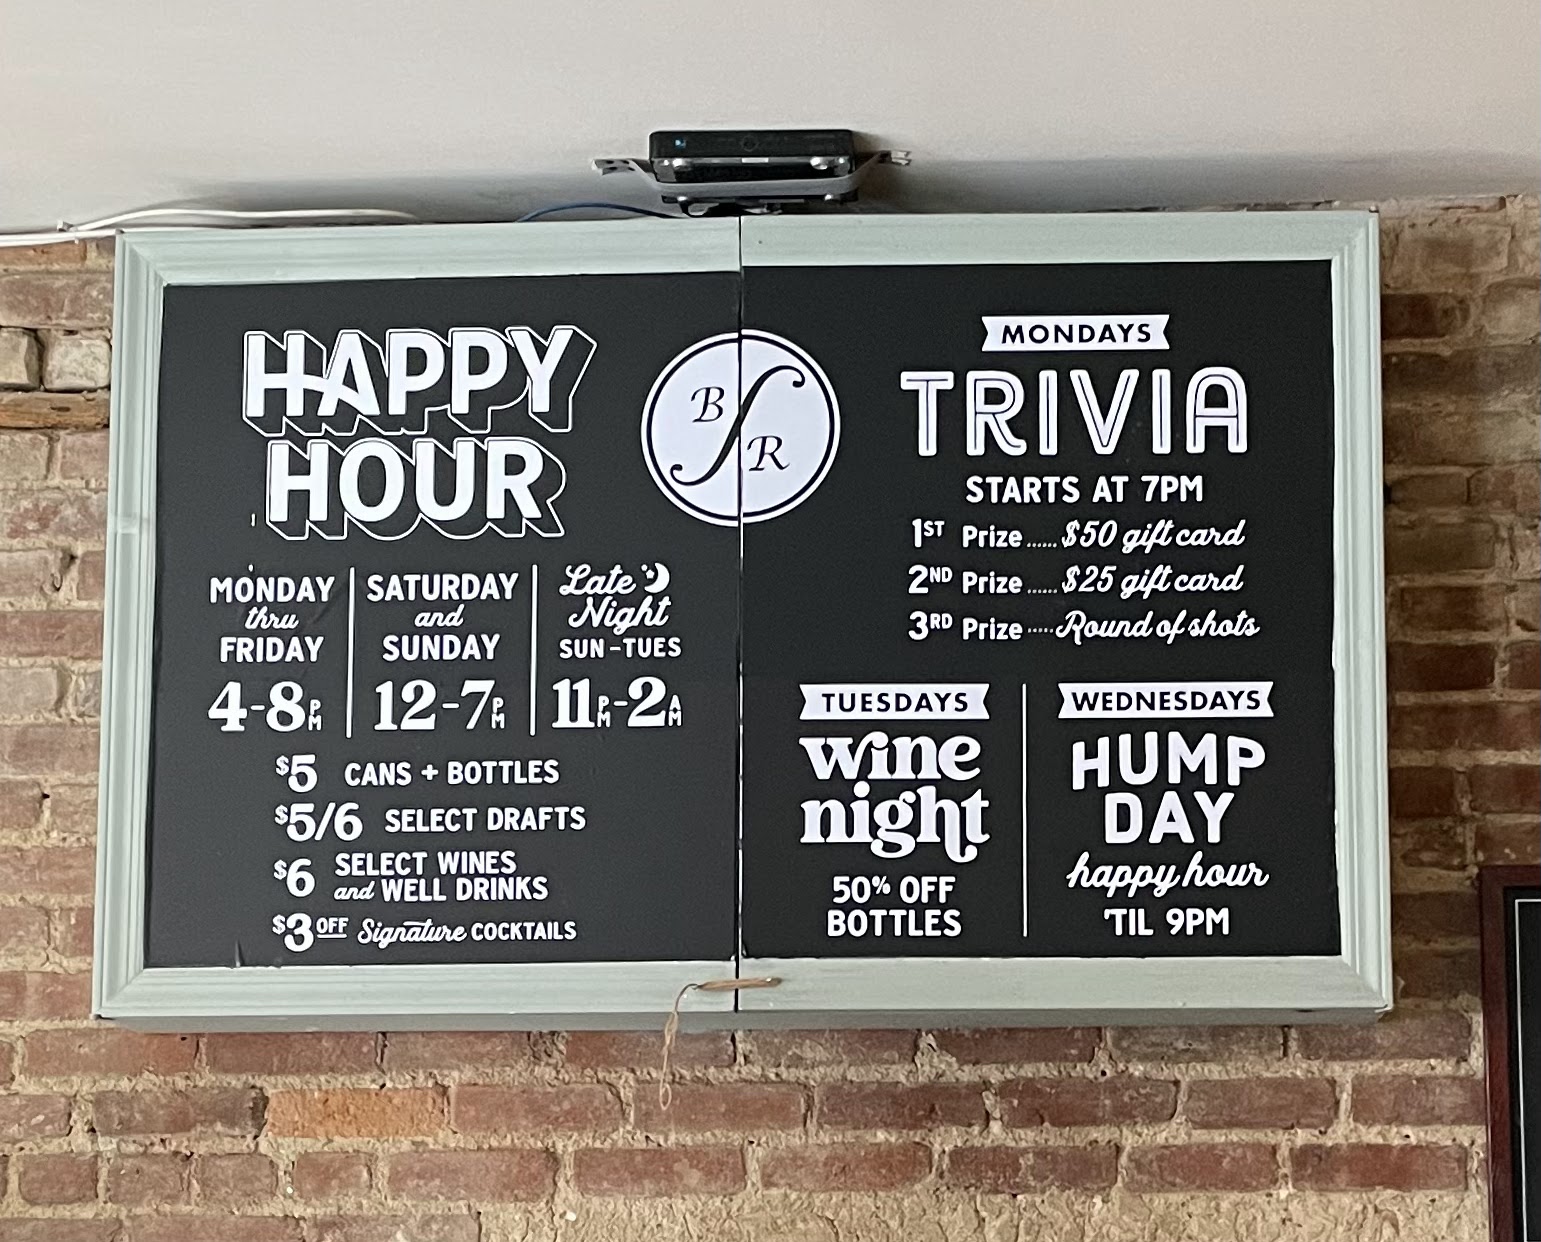 HAPPY
HOUR
MONDAY
thru
FRIDAY
4-8PM
SATURDAY
and
SUNDAY
12-7PM
Late
Night
SUN-TUES
11PM-2AM
$5 CANS + BOTTLES
$5/6 SELECT DRAFTS
$6 SELECT WINES
and WELL DRINKS
$3 OFF Signature COCKTAILS
B
R
MONDAYS
TRIVIA
STARTS AT 7PM
1ST Prize ...... $50 gift card
2ND Prize ...... $25 gift card
3RD Prize ..... Round of shots
TUESDAYS
wine
night
50% OFF
BOTTLES
WEDNESDAYS
HUMP
DAY
happy hour
'TIL 9PM